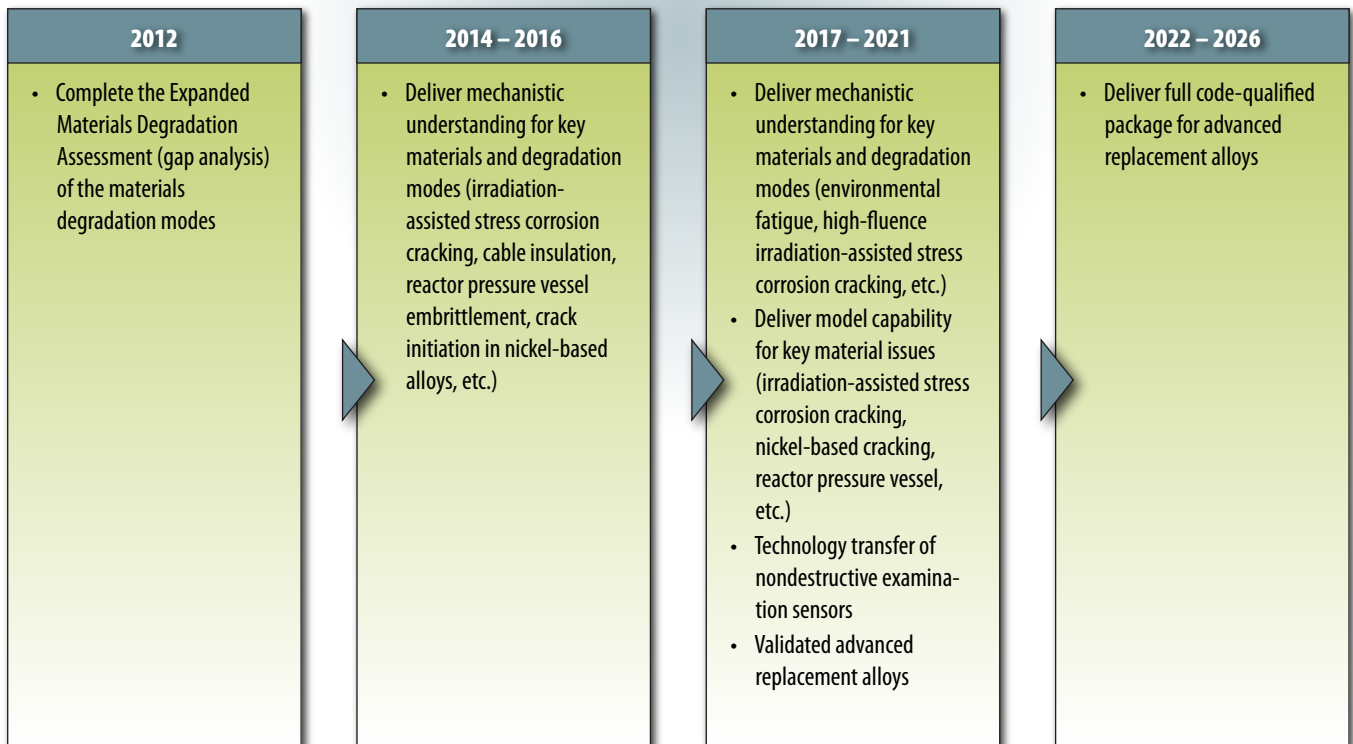 2012
• Complete the Expanded
Materials Degradation
Assessment (gap analysis)
of the materials
degradation modes
2014 – 2016
• Deliver mechanistic
understanding for key
materials and degradation
modes (irradiation-
assisted stress corrosion
cracking, cable insulation,
reactor pressure vessel
embrittlement, crack
initiation in nickel-based
alloys, etc.)
2017 – 2021
• Deliver mechanistic
understanding for key
materials and degradation
modes (environmental
fatigue, high-fluence
irradiation-assisted stress
corrosion cracking, etc.)
• Deliver model capability
for key material issues
(irradiation-assisted stress
corrosion cracking,
nickel-based cracking,
reactor pressure vessel,
etc.)
• Technology transfer of
nondestructive examina-
tion sensors
• Validated advanced
replacement alloys
2022 – 2026
• Deliver full code-qualified
package for advanced
replacement alloys